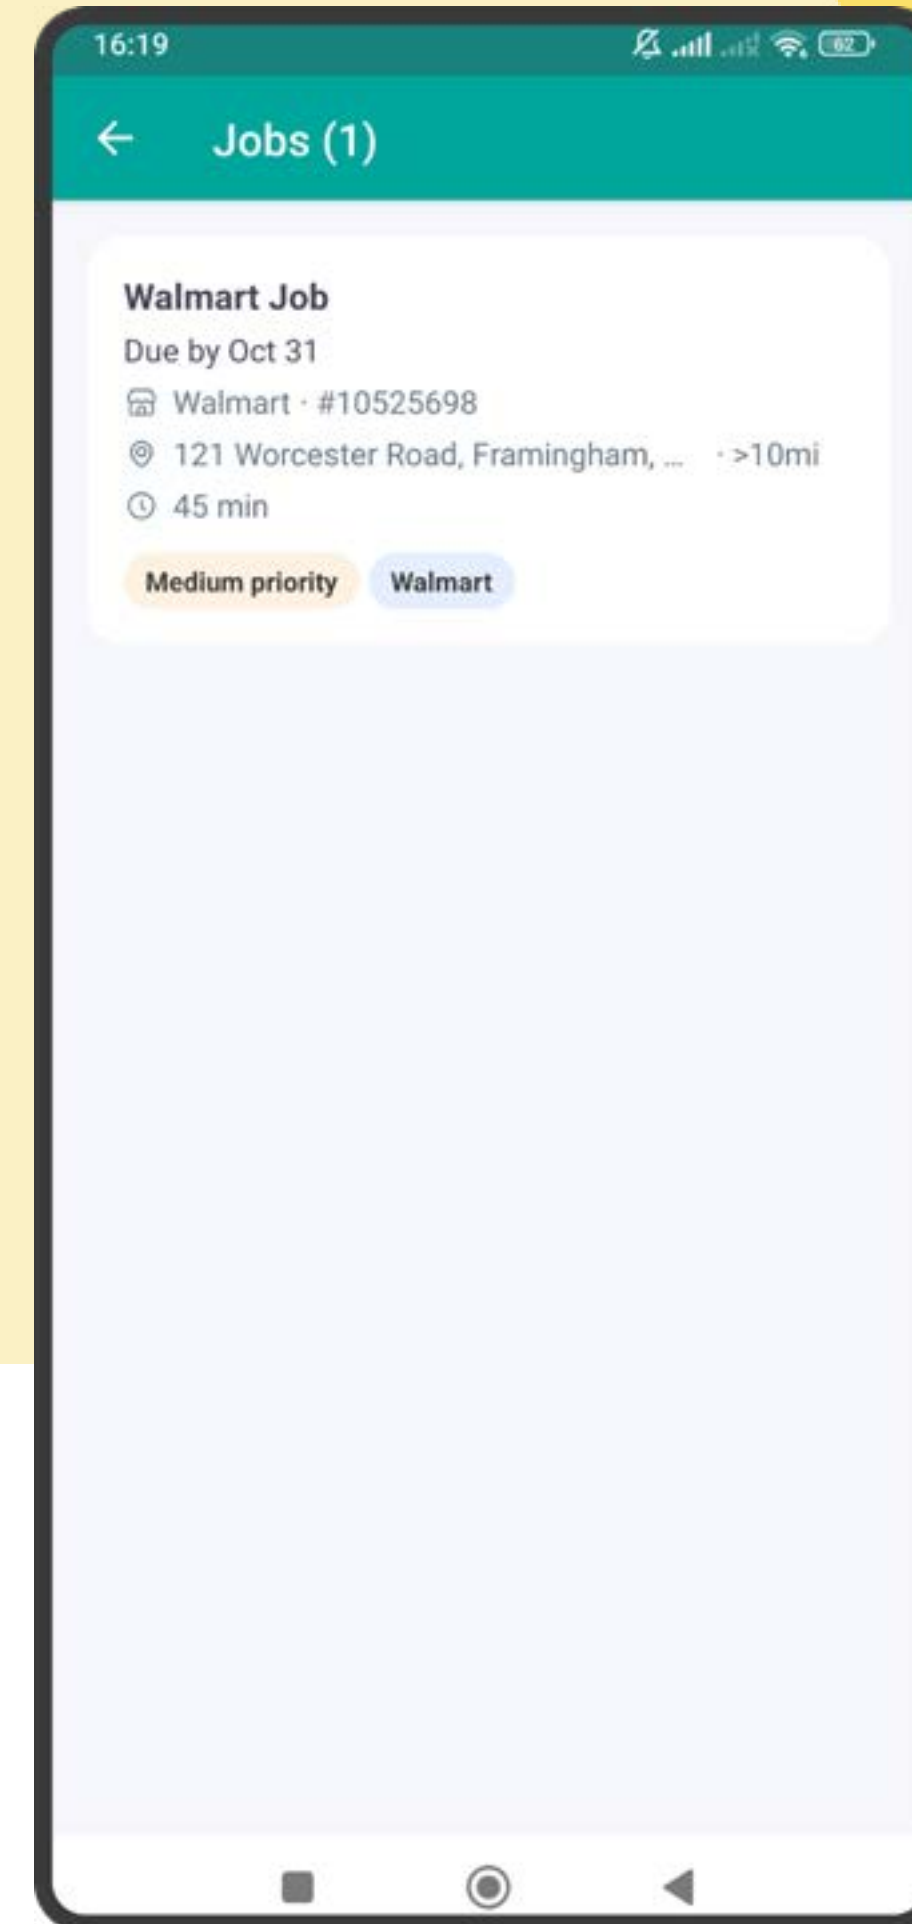 16:19 62
Jobs (1)
Walmart Job
Due by Oct 31
Walmart · #10525698
121 Worcester Road, Framingham, ... · >10mi
45 min
Medium priority Walmart